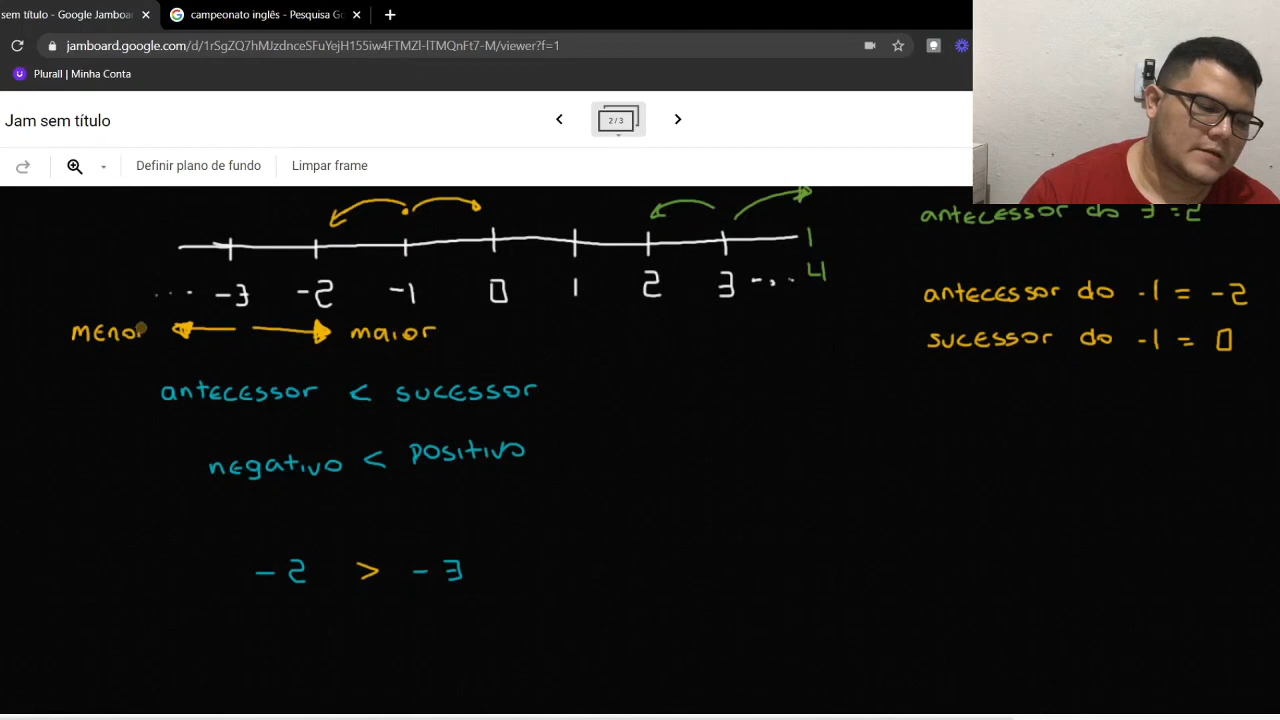 sem título - Google Jamboa
campeonato inglês - Pesquisa Go
jamboard.google.com/d/1rSgZQ7hMJzdnceSFuYejH155iw4FTMZl-lTMQnFt7-M/viewer?f=1
Plurall | Minha Conta
Jam sem título
2 / 3
Definir plano de fundo
Limpar frame
antecessor do 3 = 2
... -3 -2 -1 0 1 2 3 ... 4
antecessor do -1 = -2
menor maior
sucessor do -1 = 0
antecessor < sucessor
negativo < positivo
-2 > -3